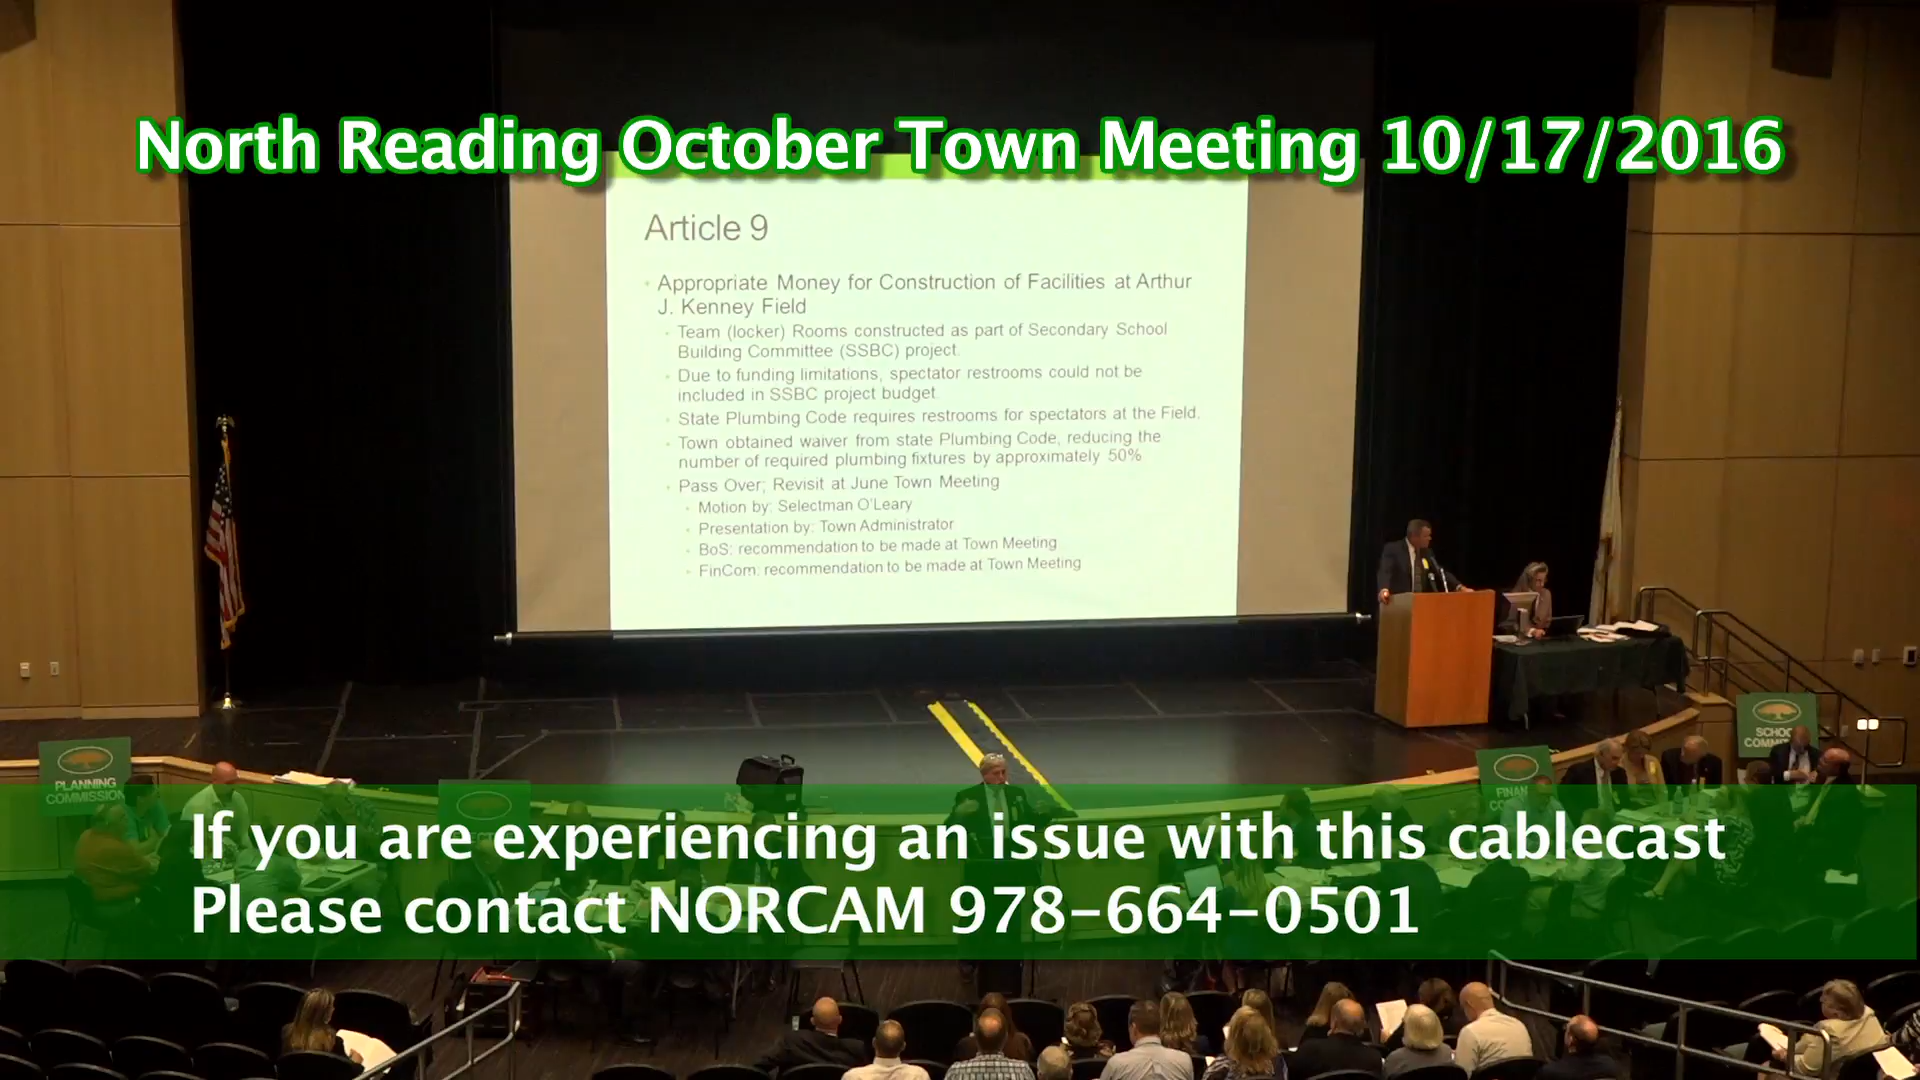 North Reading October Town Meeting 10/17/2016
Article 9
Appropriate Money for Construction of Facilities at Arthur
J. Kenney Field
Team (locker) Rooms constructed as part of Secondary School
Building Committee (SSBC) project.
Due to funding limitations, spectator restrooms could not be
included in SSBC project budget.
State Plumbing Code requires restrooms for spectators at the Field.
Town obtained waiver from state Plumbing Code, reducing the
number of required plumbing fixtures by approximately 50%
Pass Over; Revisit at June Town Meeting
Motion by: Selectman O'Leary
Presentation by: Town Administrator
BoS: recommendation to be made at Town Meeting
FinCom: recommendation to be made at Town Meeting
PLANNING
COMMISSION
SCHOO
COMM
FINAN
CO
If you are experiencing an issue with this cablecast
Please contact NORCAM 978-664-0501